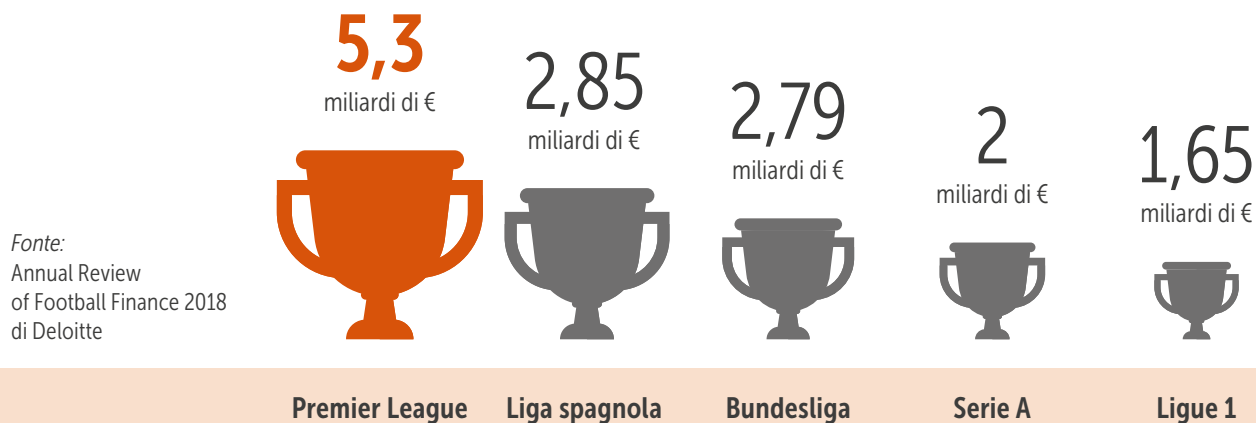 5,3
miliardi di €
2,85
miliardi di €
2,79
miliardi di €
2
miliardi di €
1,65
miliardi di €
Fonte:
Annual Review
of Football Finance 2018
di Deloitte
Premier League
Liga spagnola
Bundesliga
Serie A
Ligue 1